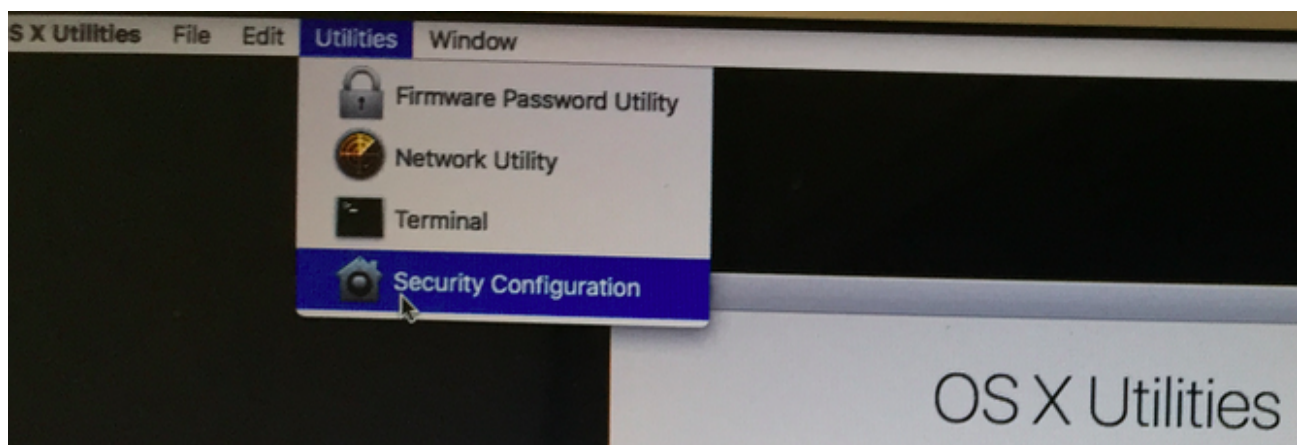 S X Utilities File Edit Utilities Window
Firmware Password Utility
Network Utility
Terminal
Security Configuration
OS X Utilities